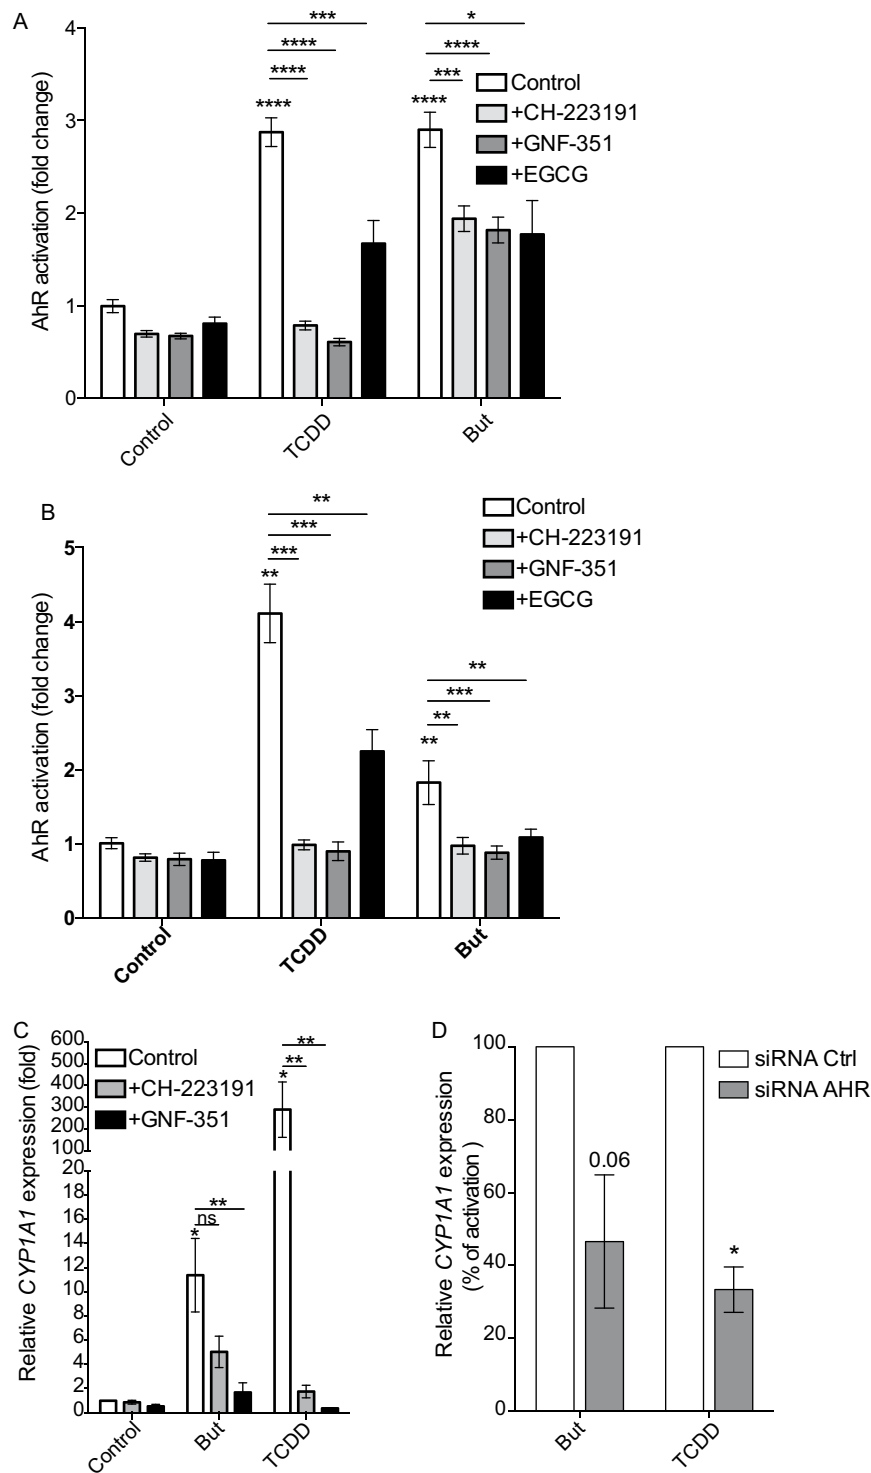 A
AhR activation (fold change)
4
3
2
1
0
***
****
****
****
*
****
***
****
Control
+CH-223191
+GNF-351
+EGCG
Control
TCDD
But
B
AhR activation (fold change)
5
4
3
2
1
0
**
***
***
**
**
***
**
**
Control
+CH-223191
+GNF-351
+EGCG
Control
TCDD
But
C
Relative CYP1A1 expression (fold)
600
500
400
300
200
100
20
18
16
14
12
10
8
6
4
2
0
Control
+CH-223191
+GNF-351
**
ns
*
**
**
*
Control
But
TCDD
D
Relative CYP1A1 expression
(% of activation )
100
80
60
40
20
0
siRNA Ctrl
siRNA AHR
0.06
*
But
TCDD